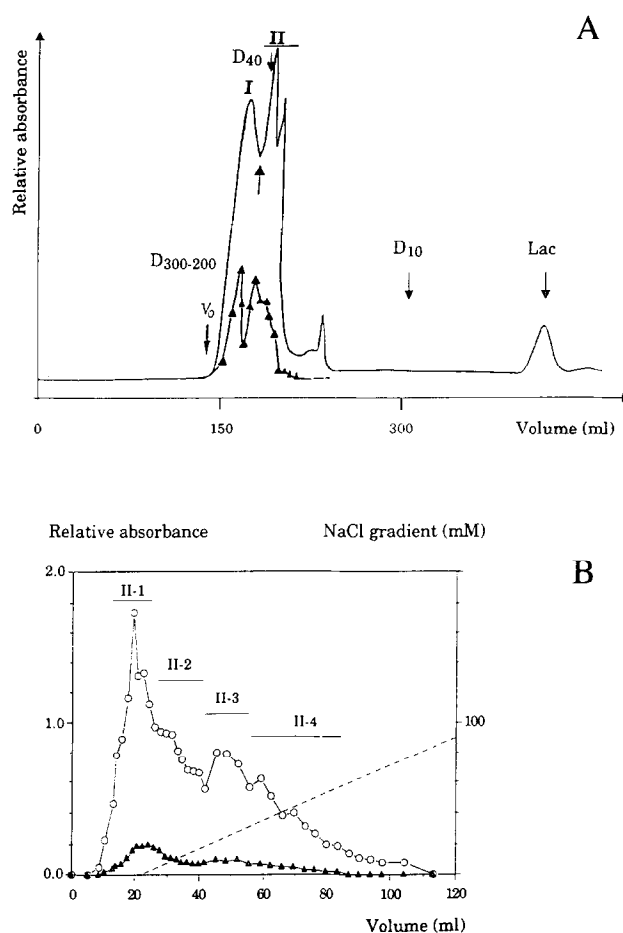 A
II
D40
I
Relative absorbance
D300-200
V0
D10
Lac
0
150
300
Volume (ml)
Relative absorbance
NaCl gradient (mM)
B
2.0
II-1
II-2
II-3
II-4
1.0
100
0.0
0
20
40
60
80
100
120
Volume (ml)